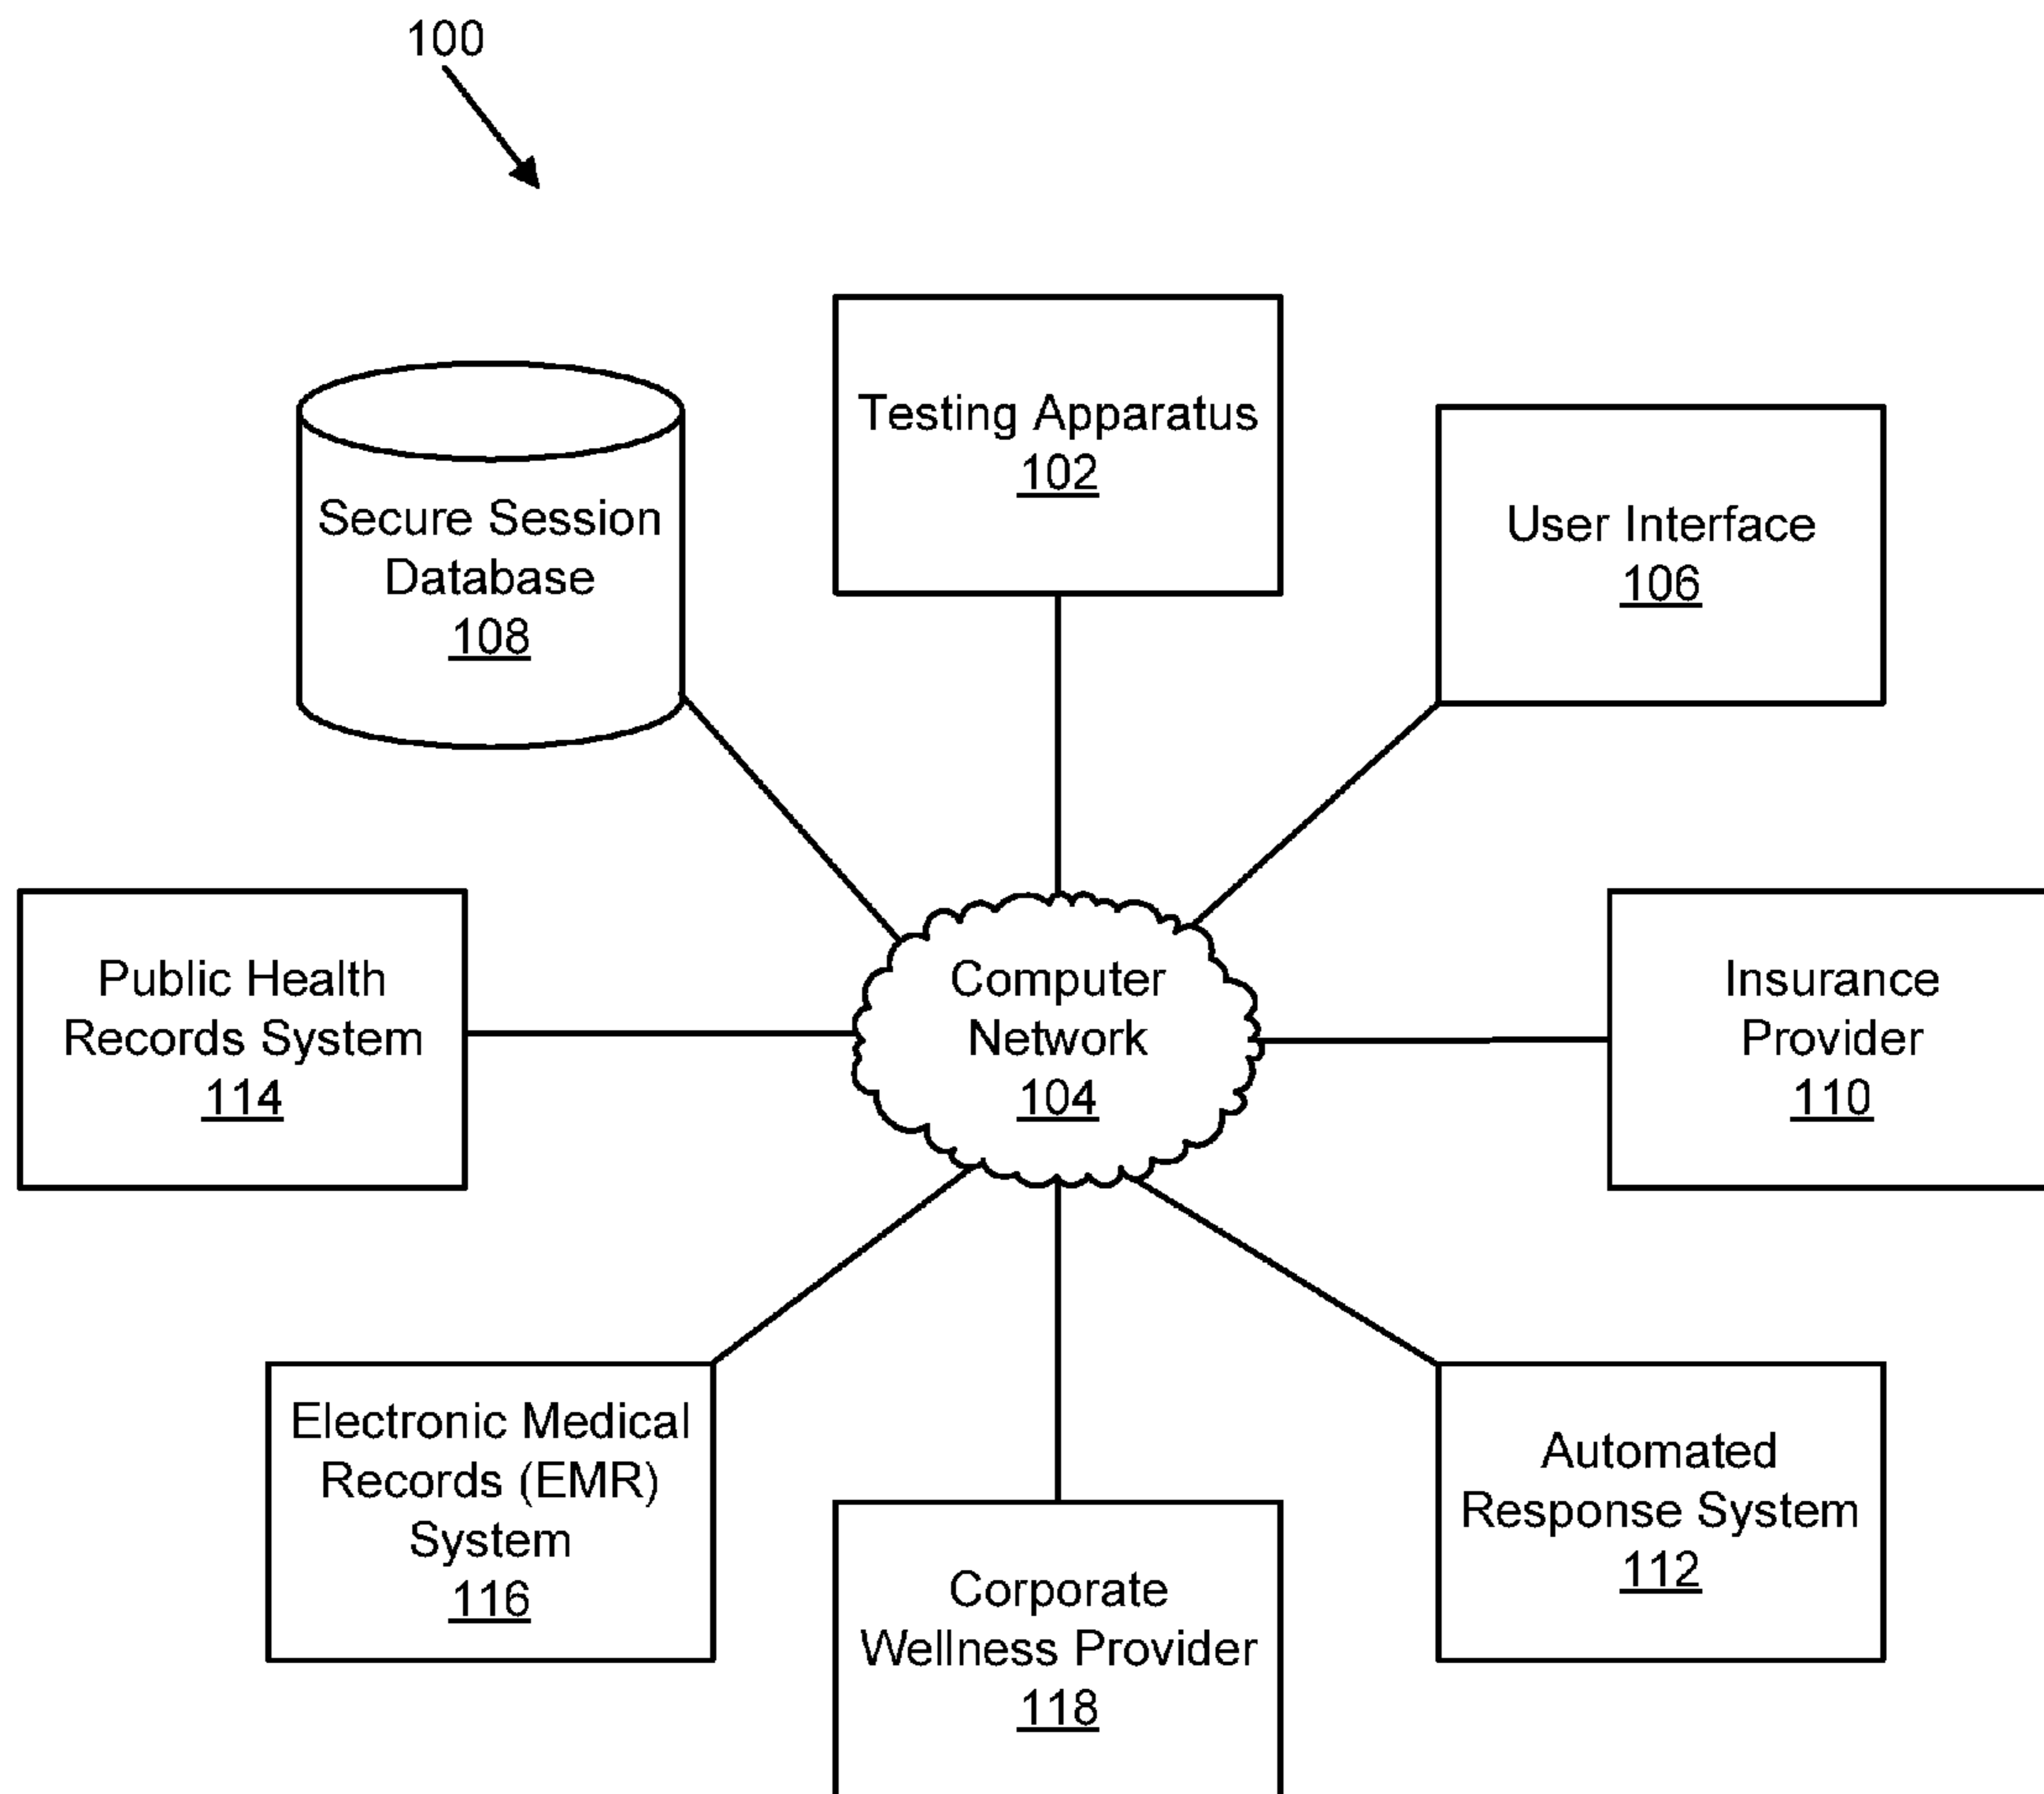 100
Testing Apparatus
102
Secure Session
Database
108
User Interface
106
Public Health
Records System
114
Computer
Network
104
Insurance
Provider
110
Electronic Medical
Records (EMR)
System
116
Corporate
Wellness Provider
118
Automated
Response System
112